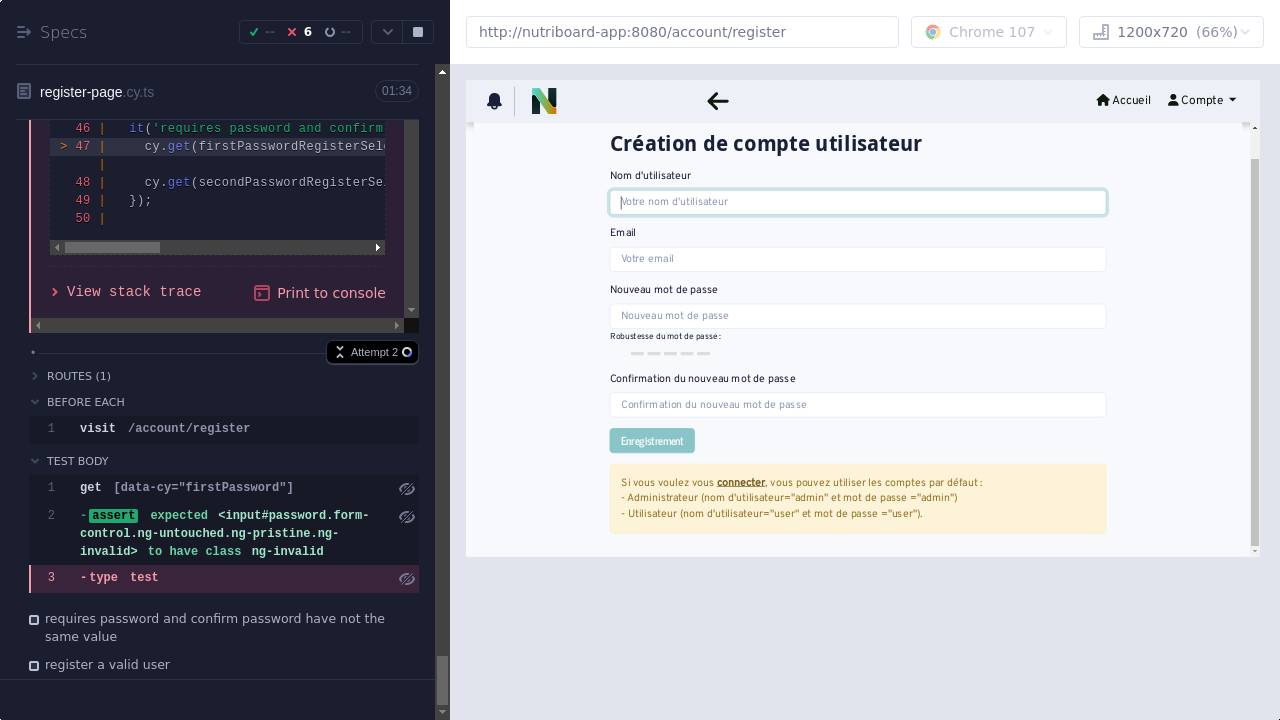 Specs
--
6
--
http://nutriboard-app:8080/account/register
Chrome 107
1200x720 (66%)
register-page.cy.ts
01:34
46 | it('requires password and confirm
> 47 | cy.get(firstPasswordRegisterSel
|
48 | cy.get(secondPasswordRegisterSe
49 | });
50 |
View stack trace
Print to console
Attempt 2
ROUTES (1)
BEFORE EACH
1 visit /account/register
TEST BODY
1 get [data-cy="firstPassword"]
2 -assert expected <input#password.form-
control.ng-untouched.ng-pristine.ng-
invalid> to have class ng-invalid
3 -type test
requires password and confirm password have not the
same value
register a valid user
N
Accueil
Compte
Création de compte utilisateur
Nom d'utilisateur
Votre nom d'utilisateur
Email
Votre email
Nouveau mot de passe
Nouveau mot de passe
Robustesse du mot de passe :
Confirmation du nouveau mot de passe
Confirmation du nouveau mot de passe
Enregistrement
Si vous voulez vous connecter, vous pouvez utiliser les comptes par défaut :
- Administrateur (nom d'utilisateur="admin" et mot de passe ="admin")
- Utilisateur (nom d'utilisateur="user" et mot de passe ="user").